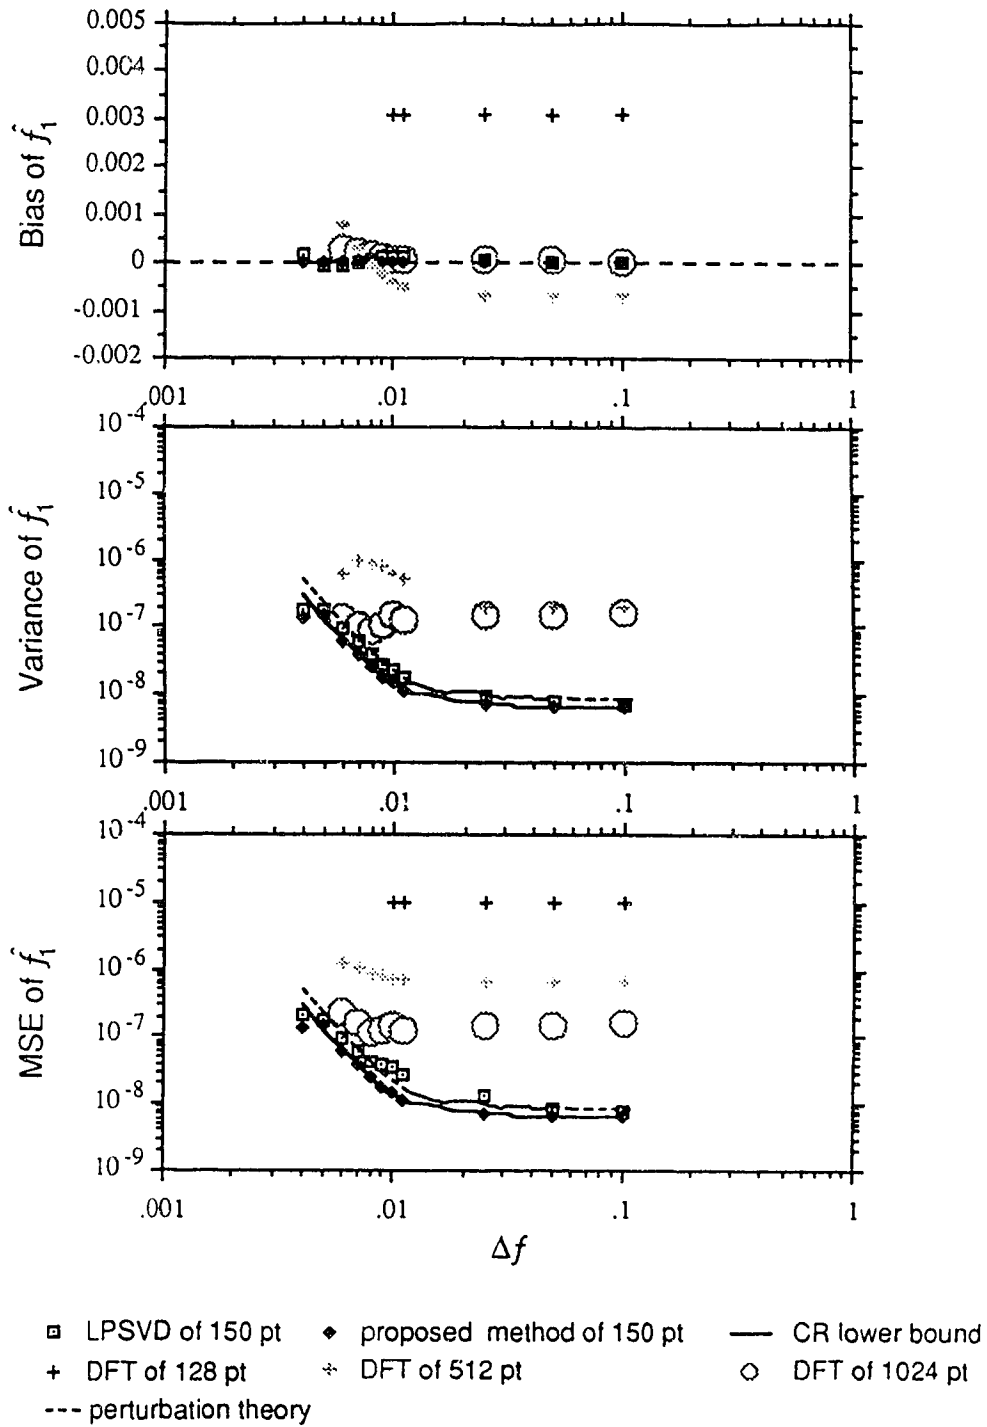 0.005
0.004
0.003
0.002
0.001
0
-0.001
-0.002
Bias of f̂₁
.001 .01 .1 1
10⁻⁴
10⁻⁵
10⁻⁶
10⁻⁷
10⁻⁸
10⁻⁹
Variance of f̂₁
.001 .01 .1 1
10⁻⁴
10⁻⁵
10⁻⁶
10⁻⁷
10⁻⁸
10⁻⁹
MSE of f̂₁
.001 .01 .1 1
Δf
LPSVD of 150 pt proposed method of 150 pt CR lower bound
DFT of 128 pt DFT of 512 pt DFT of 1024 pt
perturbation theory